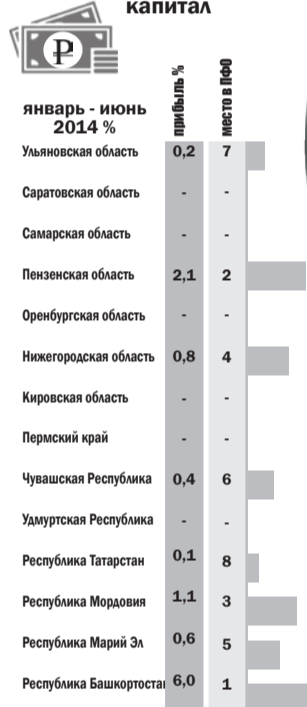 капитал
январь - июнь
2014 %
прибыль %
место в ПФО
Ульяновская область 0,2 7
Саратовская область - -
Самарская область - -
Пензенская область 2,1 2
Оренбургская область - -
Нижегородская область 0,8 4
Кировская область - -
Пермский край - -
Чувашская Республика 0,4 6
Удмуртская Республика - -
Республика Татарстан 0,1 8
Республика Мордовия 1,1 3
Республика Марий Эл 0,6 5
Республика Башкортоста 6,0 1